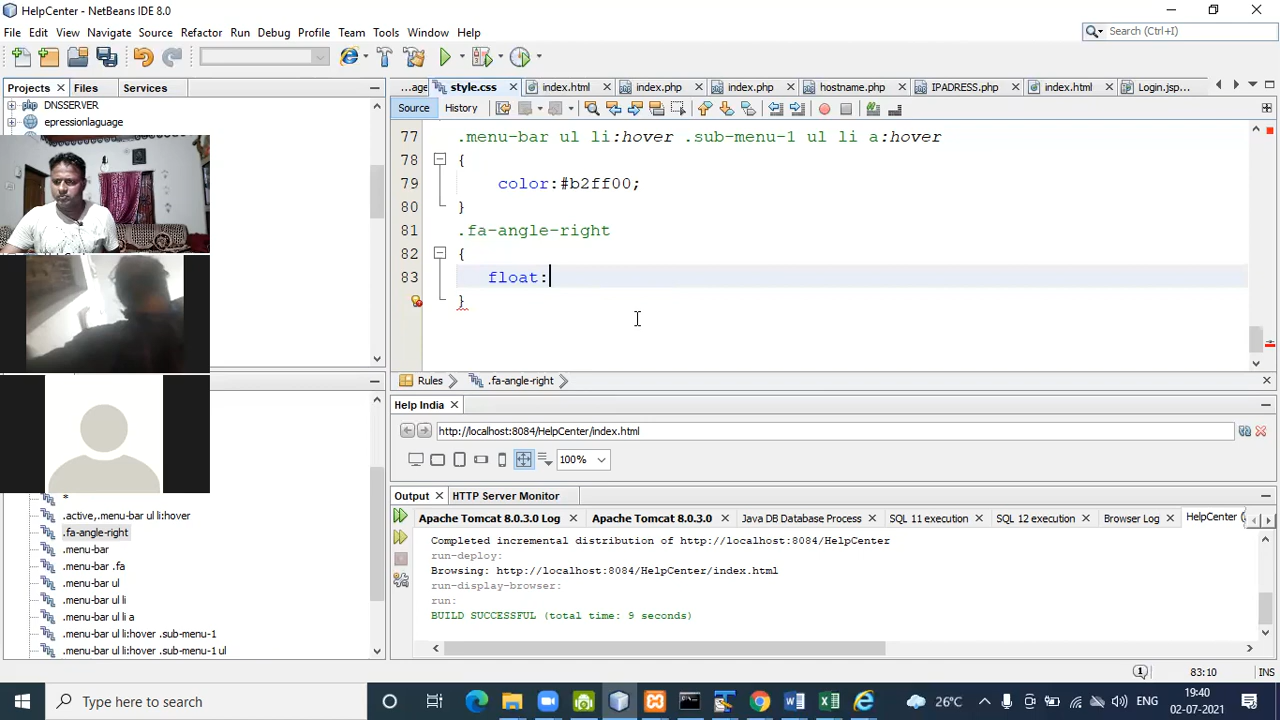 HelpCenter - NetBeans IDE 8.0
File Edit View Navigate Source Refactor Run Debug Profile Team Tools Window Help
Search (Ctrl+I)
Projects Files Services
...age style.css index.html index.php index.php hostname.php IPADRESS.php index.html Login.jsp...
DNSSERVER
epressionlaguage
Source History
77 .menu-bar ul li:hover .sub-menu-1 ul li a:hover
78 {
79 color:#b2ff00;
80 }
81 .fa-angle-right
82 {
83 float:
}
Rules .fa-angle-right
Help India
http://localhost:8084/HelpCenter/index.html
100%
Output HTTP Server Monitor
Apache Tomcat 8.0.3.0 Log Apache Tomcat 8.0.3.0 Java DB Database Process SQL 11 execution SQL 12 execution Browser Log HelpCenter (
Completed incremental distribution of http://localhost:8084/HelpCenter
run-deploy:
Browsing: http://localhost:8084/HelpCenter/index.html
run-display-browser:
run:
BUILD SUCCESSFUL (total time: 9 seconds)
*
.active,.menu-bar ul li:hover
.fa-angle-right
.menu-bar
.menu-bar .fa
.menu-bar ul
.menu-bar ul li
.menu-bar ul li a
.menu-bar ul li:hover .sub-menu-1
.menu-bar ul li:hover .sub-menu-1 ul
83:10 INS
Type here to search
26°C
ENG
19:40
02-07-2021